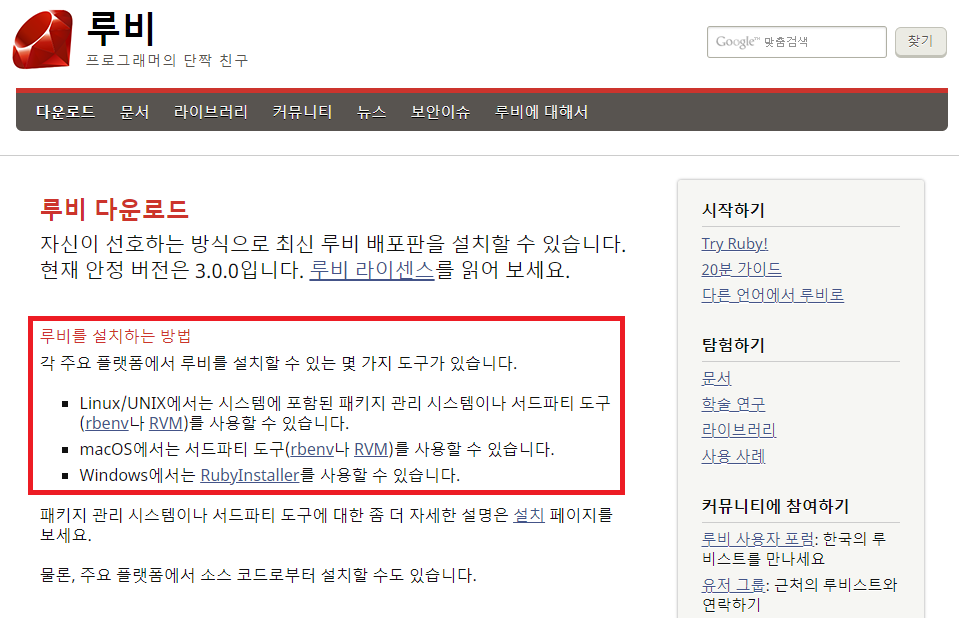 루비
프로그래머의 단짝 친구
Google™ 맞춤검색
찾기
다운로드 문서 라이브러리 커뮤니티 뉴스 보안이슈 루비에 대해서
루비 다운로드
자신이 선호하는 방식으로 최신 루비 배포판을 설치할 수 있습니다.
현재 안정 버전은 3.0.0입니다. 루비 라이센스를 읽어 보세요.
루비를 설치하는 방법
각 주요 플랫폼에서 루비를 설치할 수 있는 몇 가지 도구가 있습니다.
Linux/UNIX에서는 시스템에 포함된 패키지 관리 시스템이나 서드파티 도구
(rbenv나 RVM)를 사용할 수 있습니다.
macOS에서는 서드파티 도구(rbenv나 RVM)를 사용할 수 있습니다.
Windows에서는 RubyInstaller를 사용할 수 있습니다.
패키지 관리 시스템이나 서드파티 도구에 대한 좀 더 자세한 설명은 설치 페이지를
보세요.
물론, 주요 플랫폼에서 소스 코드로부터 설치할 수도 있습니다.
시작하기
Try Ruby!
20분 가이드
다른 언어에서 루비로
탐험하기
문서
학술 연구
라이브러리
사용 사례
커뮤니티에 참여하기
루비 사용자 포럼: 한국의 루
비스트를 만나세요
유저 그룹: 근처의 루비스트와
연락하기